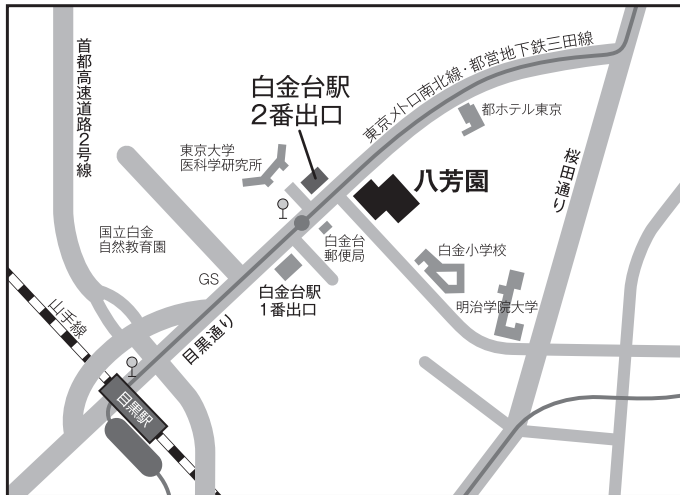 首都高速道路2号線
白金台駅
2番出口
東京メトロ南北線・都営地下鉄三田線
都ホテル東京
東京大学
医科学研究所
桜田通り
八芳園
国立白金
自然教育園
白金台
郵便局
白金小学校
GS
白金台駅
1番出口
明治学院大学
山手線
目黒通り
目黒駅